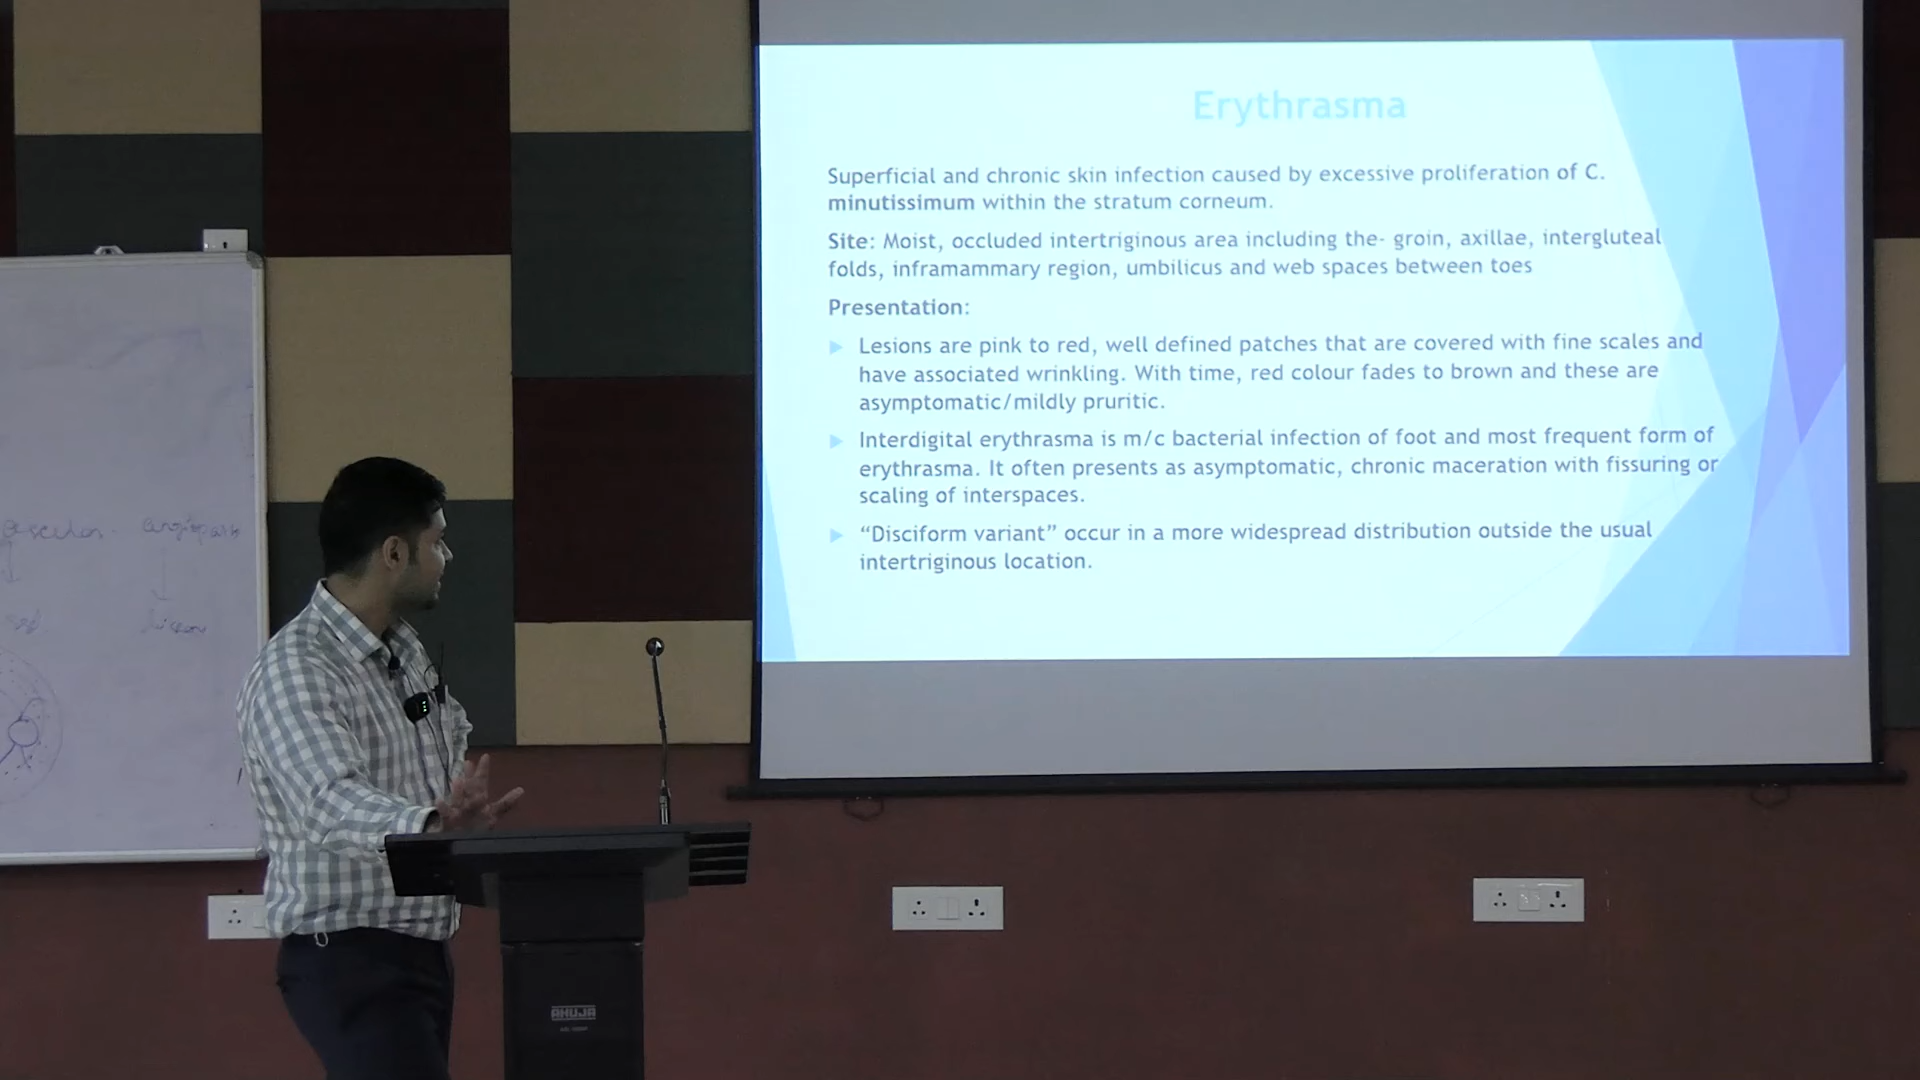 Erythrasma
Superficial and chronic skin infection caused by excessive proliferation of C.
minutissimum within the stratum corneum.
Site: Moist, occluded intertriginous area including the- groin, axillae, intergluteal
folds, inframammary region, umbilicus and web spaces between toes
Presentation:
Lesions are pink to red, well defined patches that are covered with fine scales and
have associated wrinkling. With time, red colour fades to brown and these are
asymptomatic/mildly pruritic.
Interdigital erythrasma is m/c bacterial infection of foot and most frequent form of
erythrasma. It often presents as asymptomatic, chronic maceration with fissuring or
scaling of interspaces.
“Disciform variant” occur in a more widespread distribution outside the usual
intertriginous location.
AHUJA